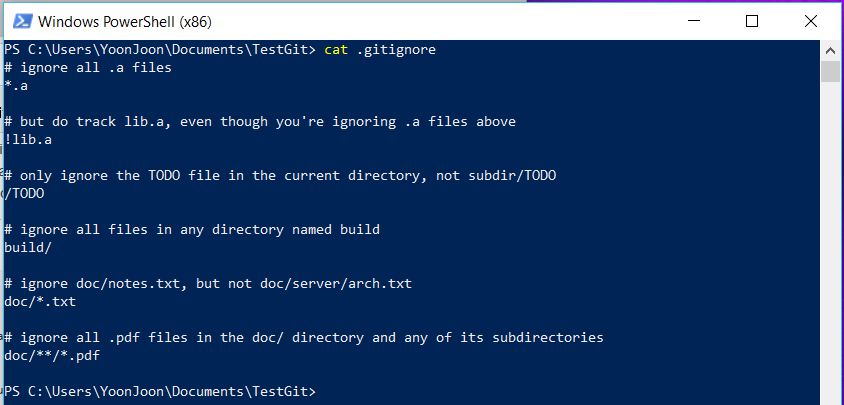 Windows PowerShell (x86)
PS C:\Users\YoonJoon\Documents\TestGit> cat .gitignore
# ignore all .a files
*.a
# but do track lib.a, even though you're ignoring .a files above
!lib.a
# only ignore the TODO file in the current directory, not subdir/TODO
/TODO
# ignore all files in any directory named build
build/
# ignore doc/notes.txt, but not doc/server/arch.txt
doc/*.txt
# ignore all .pdf files in the doc/ directory and any of its subdirectories
doc/**/*.pdf
PS C:\Users\YoonJoon\Documents\TestGit>